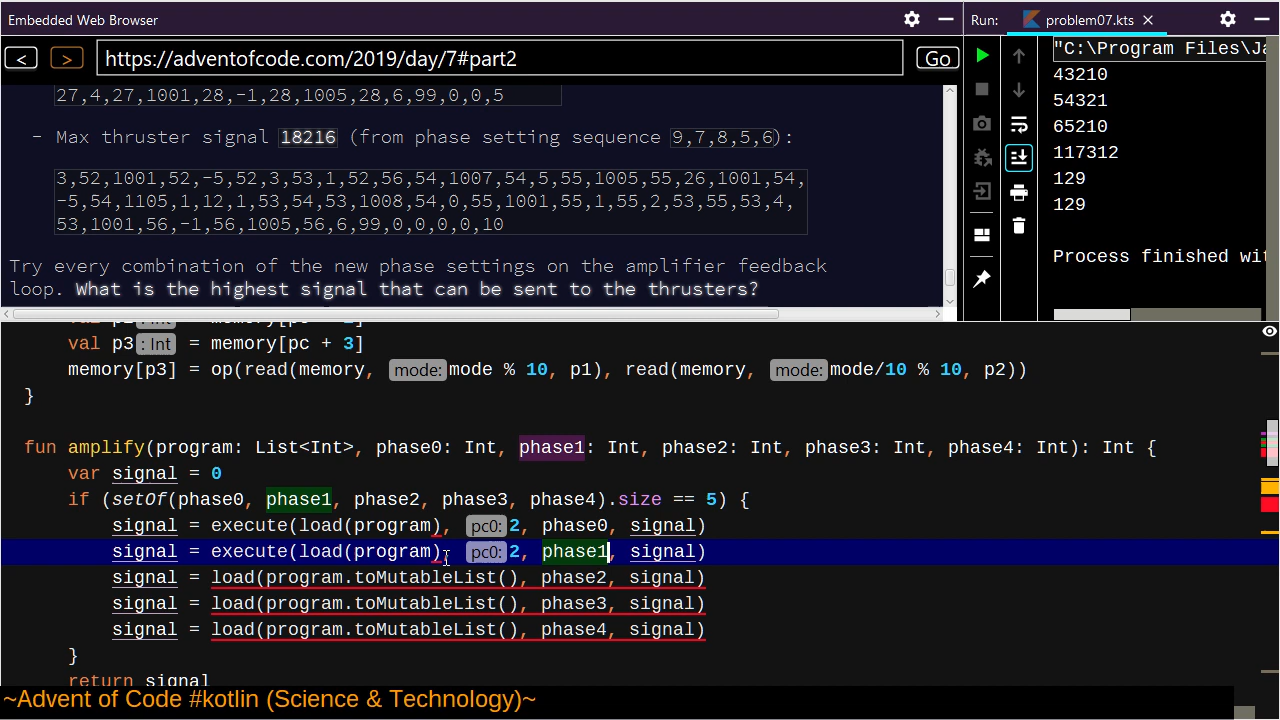 Embedded Web Browser
Run: problem07.kts
< > https://adventofcode.com/2019/day/7#part2 Go
27,4,27,1001,28,-1,28,1005,28,6,99,0,0,5
- Max thruster signal 18216 (from phase setting sequence 9,7,8,5,6):
3,52,1001,52,-5,52,3,53,1,52,56,54,1007,54,5,55,1005,55,26,1001,54,
-5,54,1105,1,12,1,53,54,53,1008,54,0,55,1001,55,1,55,2,53,55,53,4,
53,1001,56,-1,56,1005,56,6,99,0,0,0,0,10
Try every combination of the new phase settings on the amplifier feedback
loop. What is the highest signal that can be sent to the thrusters?
"C:\Program Files\Ja
43210
54321
65210
117312
129
129
Process finished wit
val p3 : Int = memory[pc + 3]
memory[p3] = op(read(memory, mode: mode % 10, p1), read(memory, mode: mode/10 % 10, p2))
}
fun amplify(program: List<Int>, phase0: Int, phase1: Int, phase2: Int, phase3: Int, phase4: Int): Int {
var signal = 0
if (setOf(phase0, phase1, phase2, phase3, phase4).size == 5) {
signal = execute(load(program), pc0: 2, phase0, signal)
signal = execute(load(program), pc0: 2, phase1, signal)
signal = load(program.toMutableList(), phase2, signal)
signal = load(program.toMutableList(), phase3, signal)
signal = load(program.toMutableList(), phase4, signal)
}
return signal
~Advent of Code #kotlin (Science & Technology)~